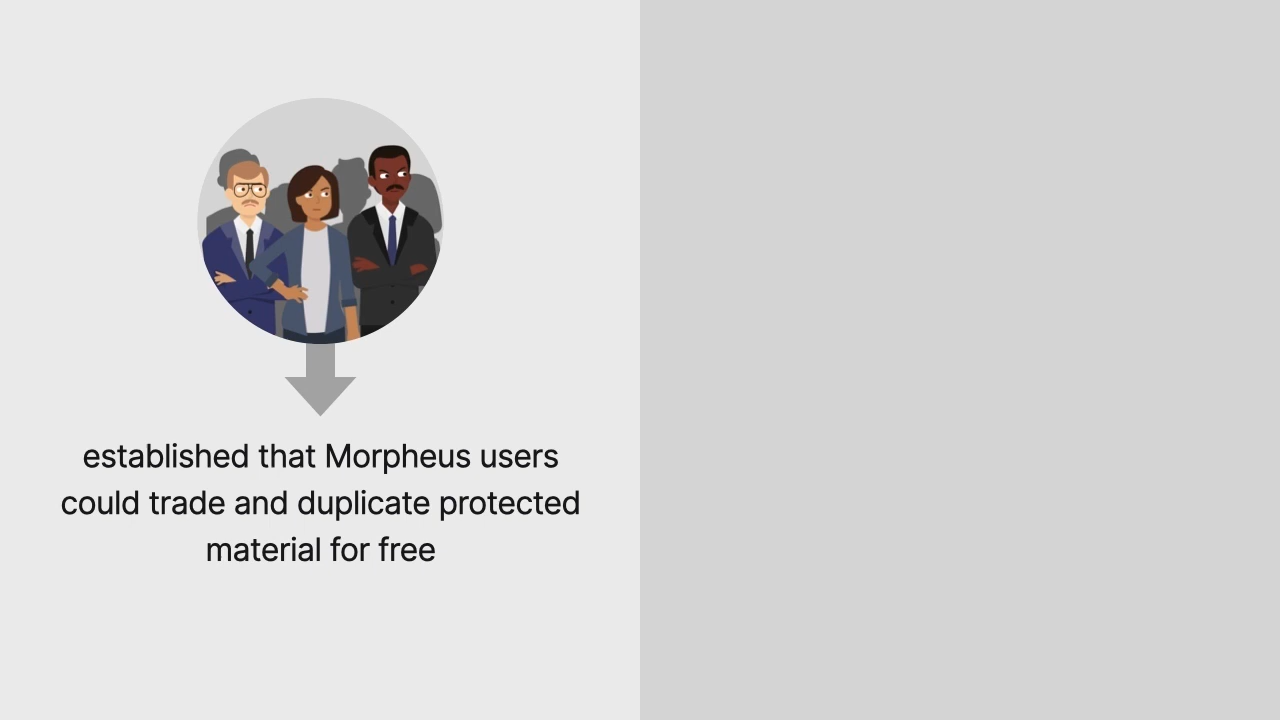 established that Morpheus users
could trade and duplicate protected
material for free